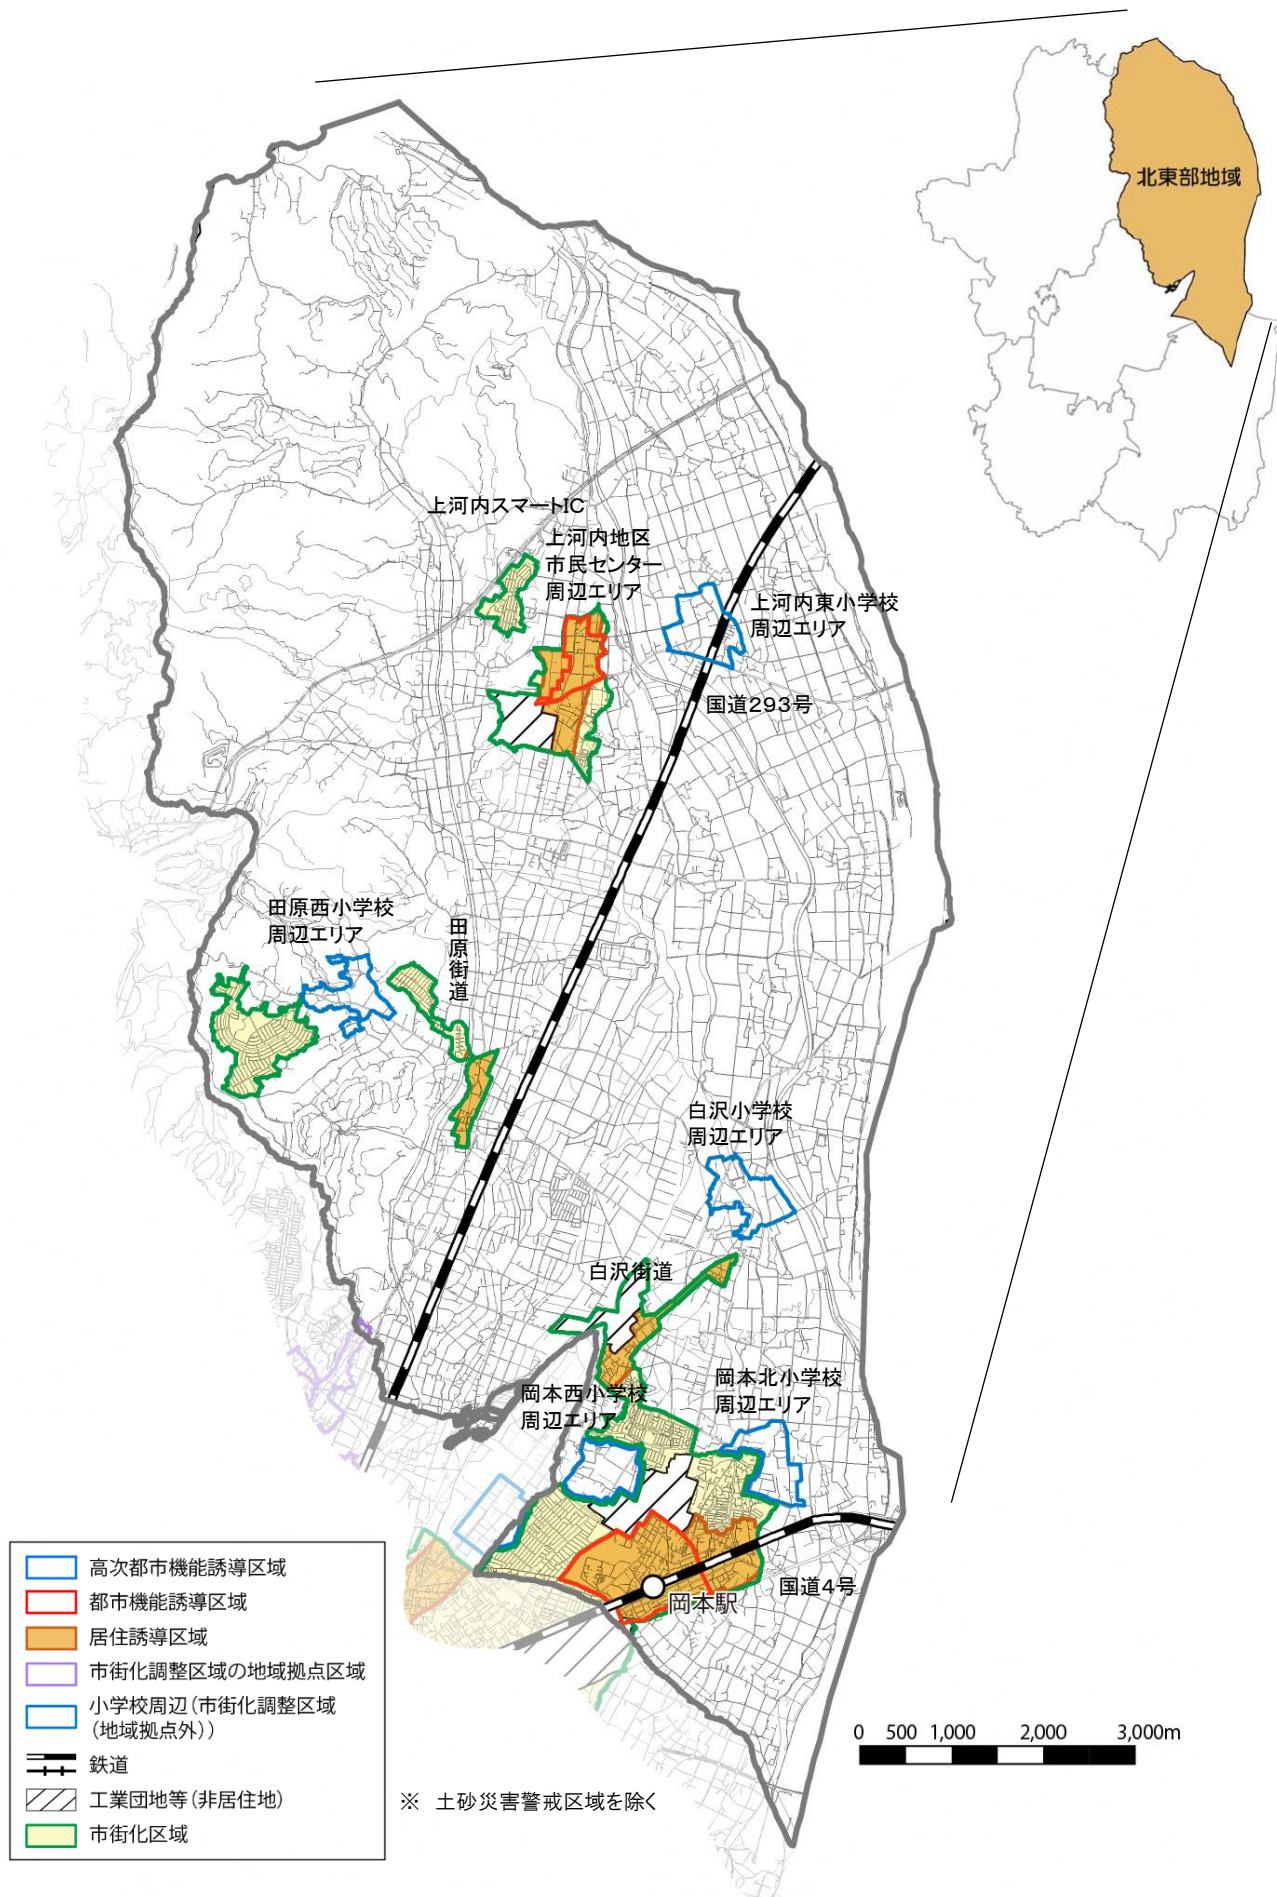 北東部地域
上河内スマートIC
上河内地区
市民センター
周辺エリア
上河内東小学校
周辺エリア
国道293号
田原西小学校
周辺エリア
田原街道
白沢小学校
周辺エリア
白沢街道
岡本西小学校
周辺エリア
岡本北小学校
周辺エリア
国道4号
岡本駅
高次都市機能誘導区域
都市機能誘導区域
居住誘導区域
市街化調整区域の地域拠点区域
小学校周辺（市街化調整区域
（地域拠点外））
鉄道
工業団地等（非居住地）
市街化区域
※ 土砂災害警戒区域を除く
0 500 1,000 2,000 3,000m